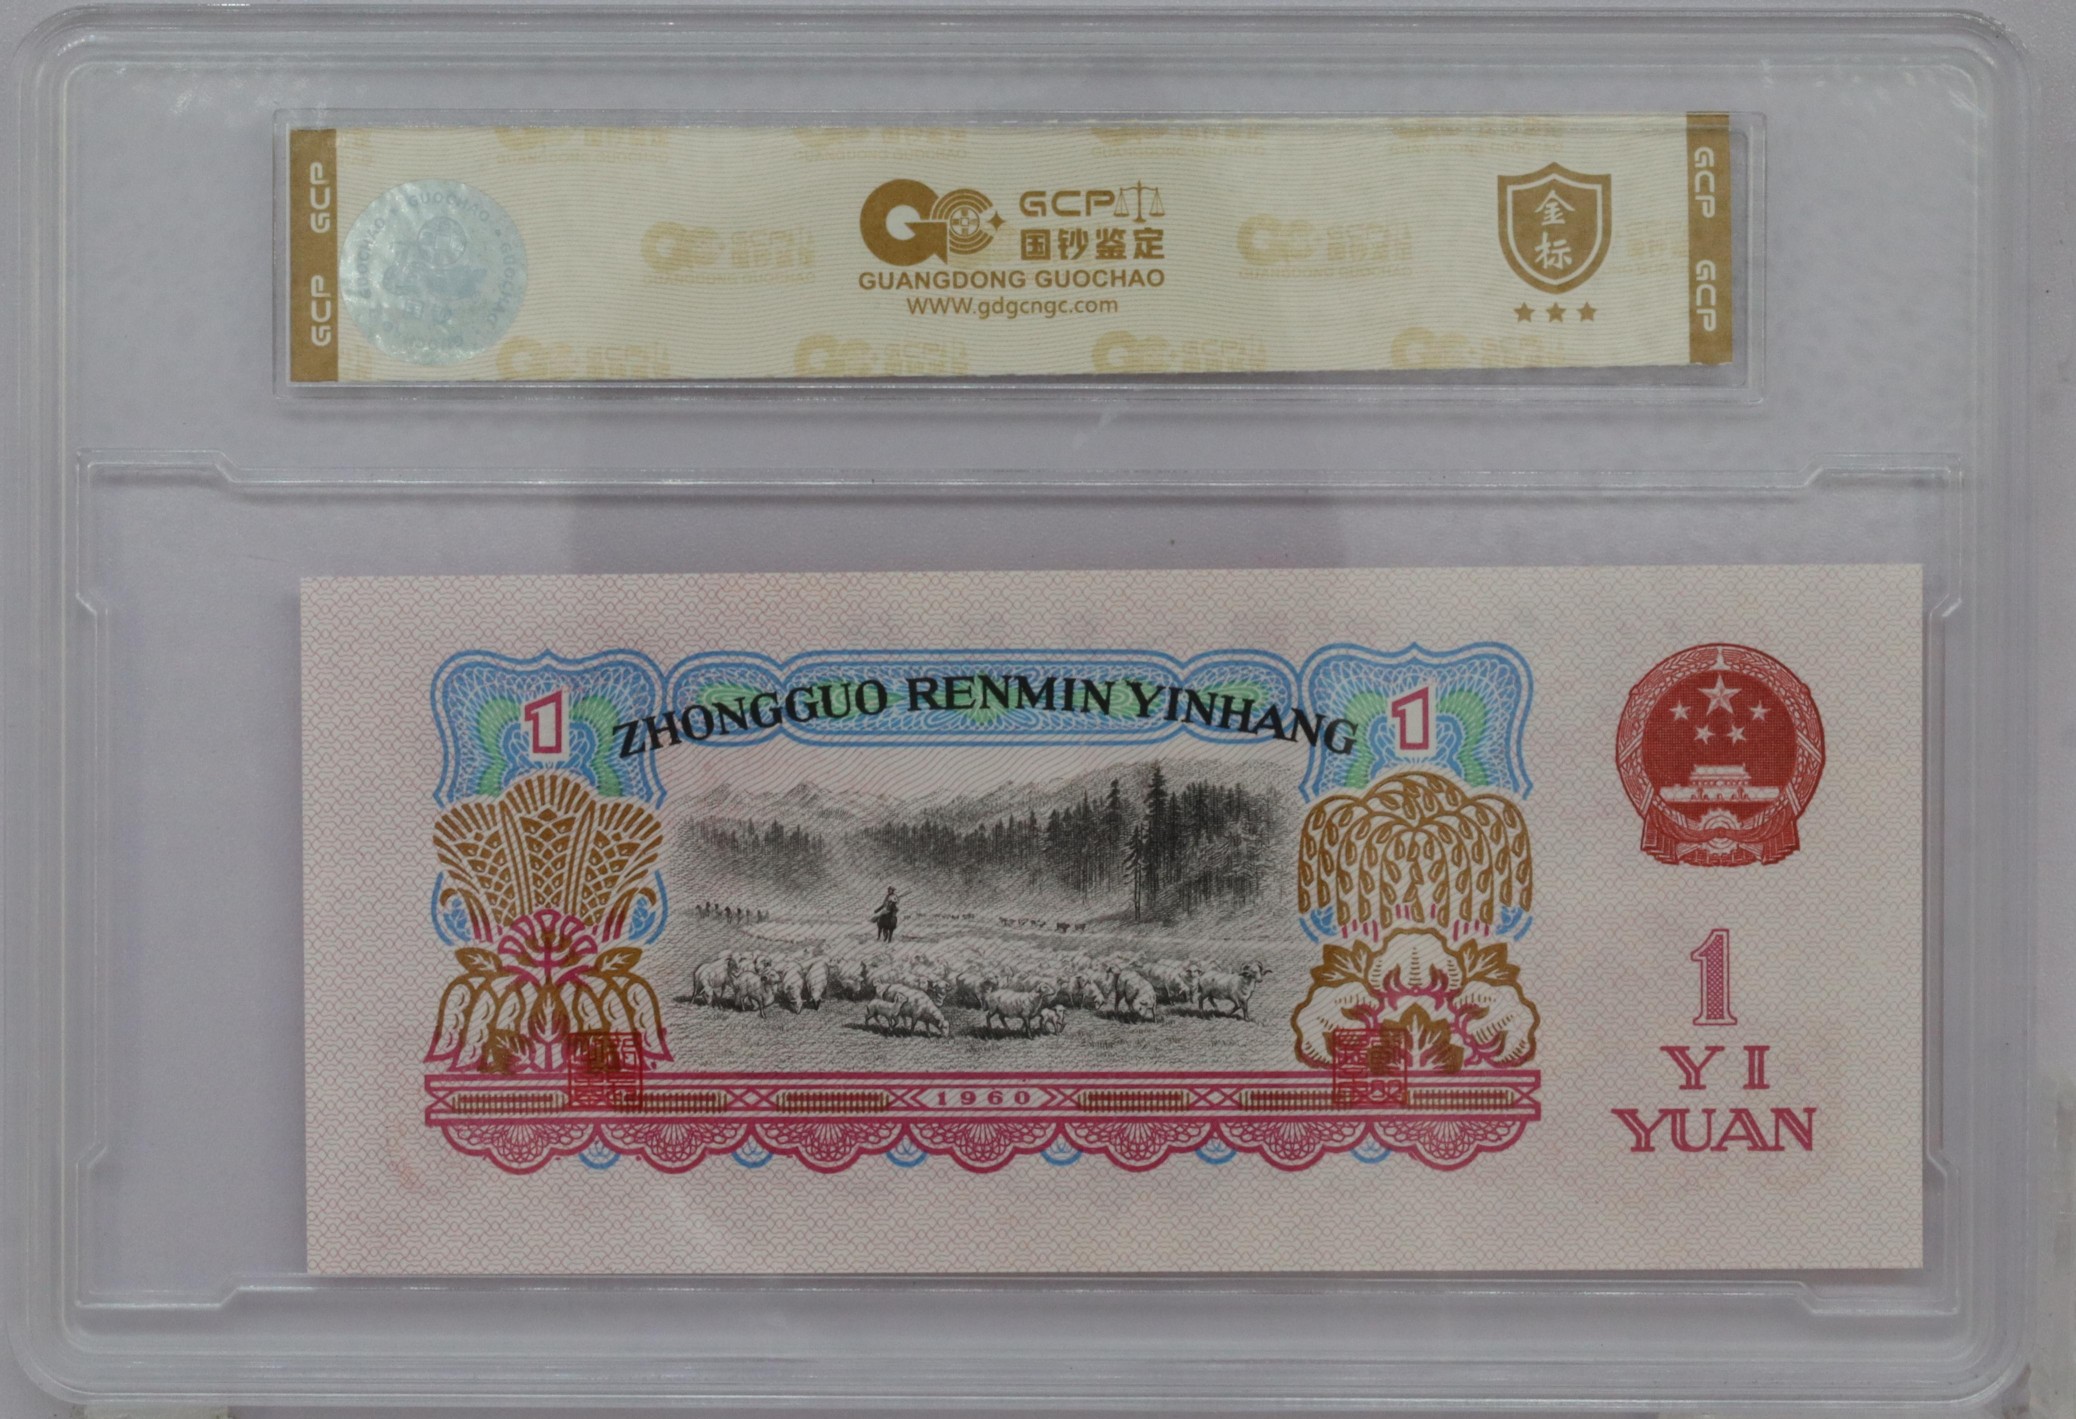 GCP GCP
GCP
国钞鉴定
GUANGDONG GUOCHAO
WWW.gdgcngc.com
金标
GCP GCP
1 ZHONGGUO RENMIN YINHANG 1
1960
1
YI
YUAN